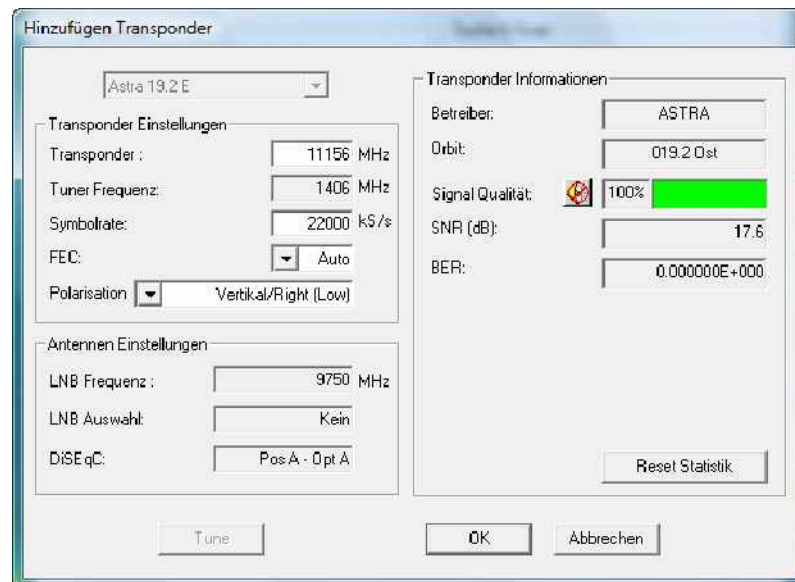 Hinzufügen Transponder
Astra 19.2 E
Transponder Einstellungen
Transponder : 11156 MHz
Tuner Frequenz: 1406 MHz
Symbolrate: 22000 kS/s
FEC: Auto
Polarisation Vertikal/Right (Low)
Antennen Einstellungen
LNB Frequenz : 9750 MHz
LNB Auswahl: Kein
DiSEqC: Pos A - Opt A
Transponder Informationen
Betreiber: ASTRA
Orbit: 019.2 Ost
Signal Qualität: 100%
SNR (dB): 17.6
BER: 0.000000E+000
Reset Statistik
Tune
OK
Abbrechen